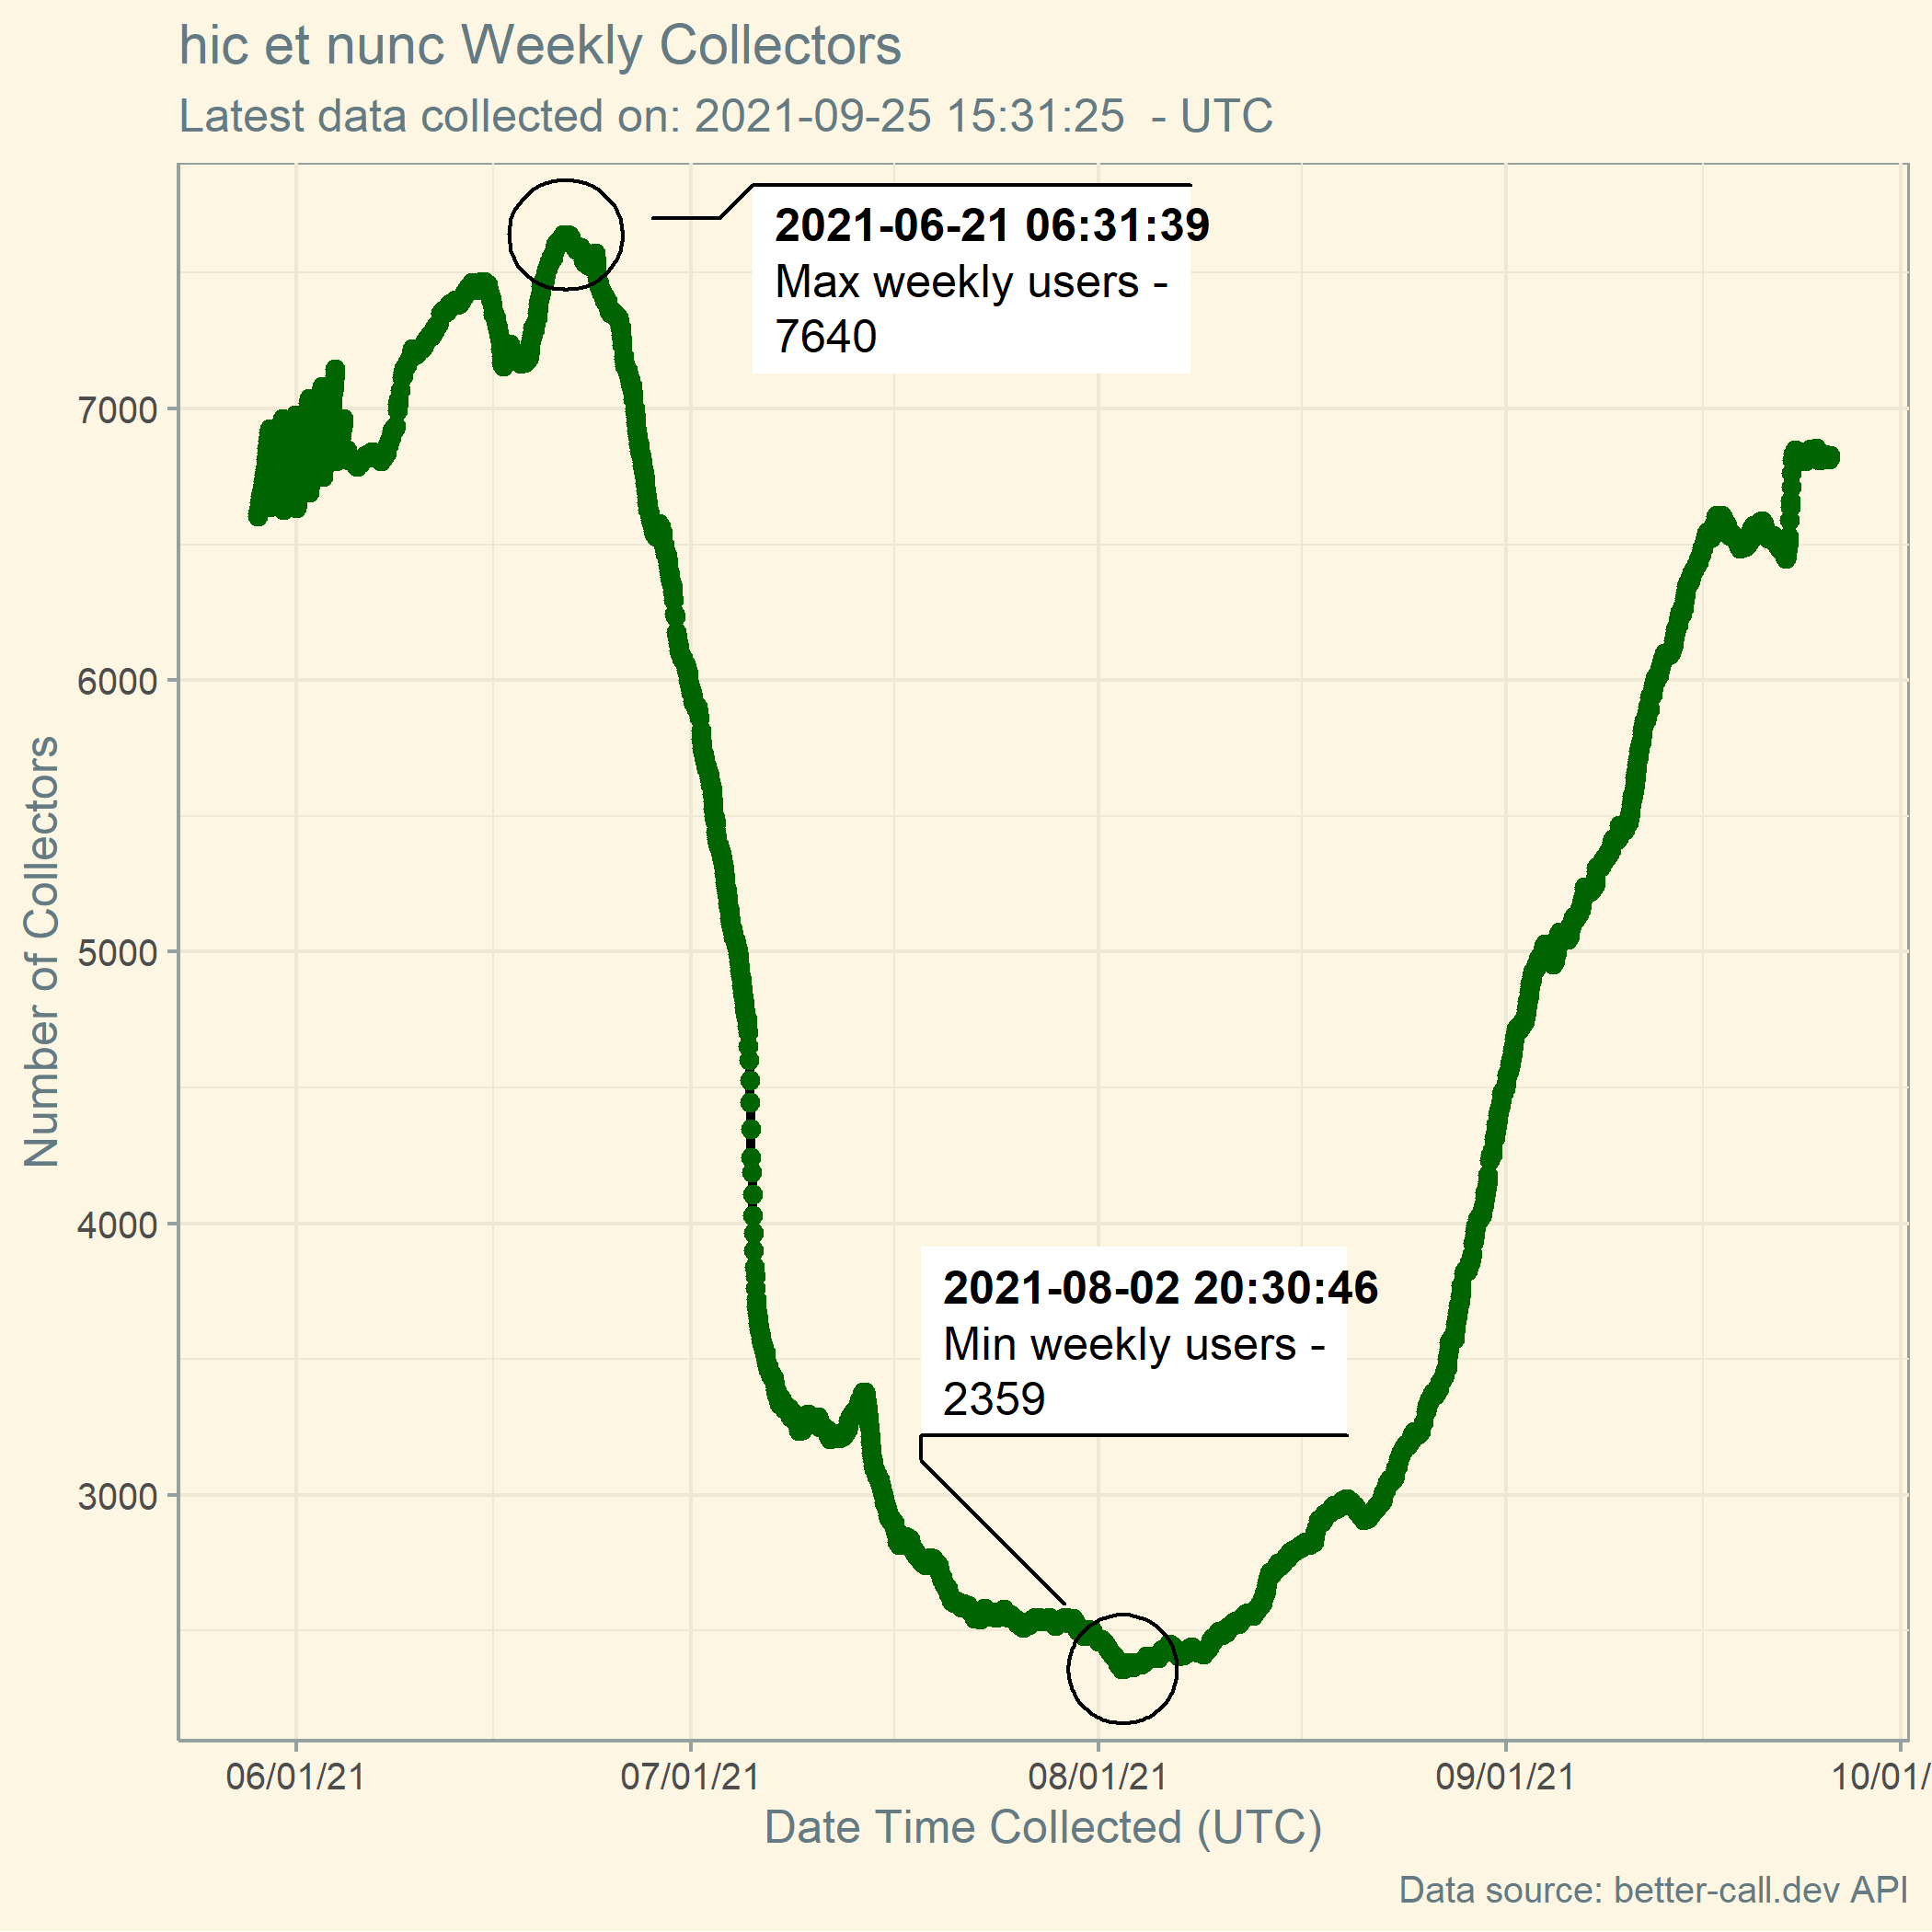 hic et nunc Weekly Collectors
Latest data collected on: 2021-09-25 15:31:25  - UTC
2021-06-21 06:31:39
Max weekly users -
7640
7000
6000
5000
4000
3000
Number of Collectors
2021-08-02 20:30:46
Min weekly users -
2359
06/01/21
07/01/21
08/01/21
09/01/21
10/01/
Date Time Collected (UTC)
Data source: better-call.dev API